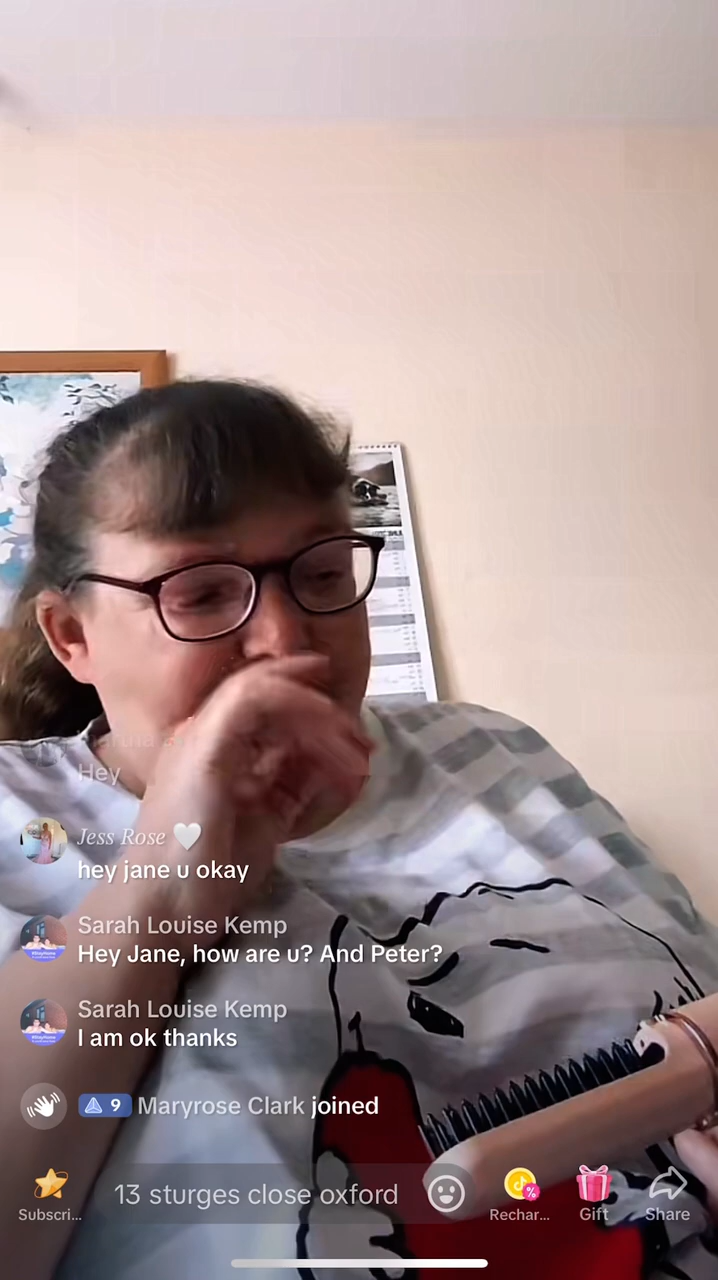 Hey
Jess Rose 🤍
hey jane u okay
Sarah Louise Kemp
Hey Jane, how are u? And Peter?
Sarah Louise Kemp
I am ok thanks
9 Maryrose Clark joined
Subscri...
13 sturges close oxford
Rechar...
Gift
Share